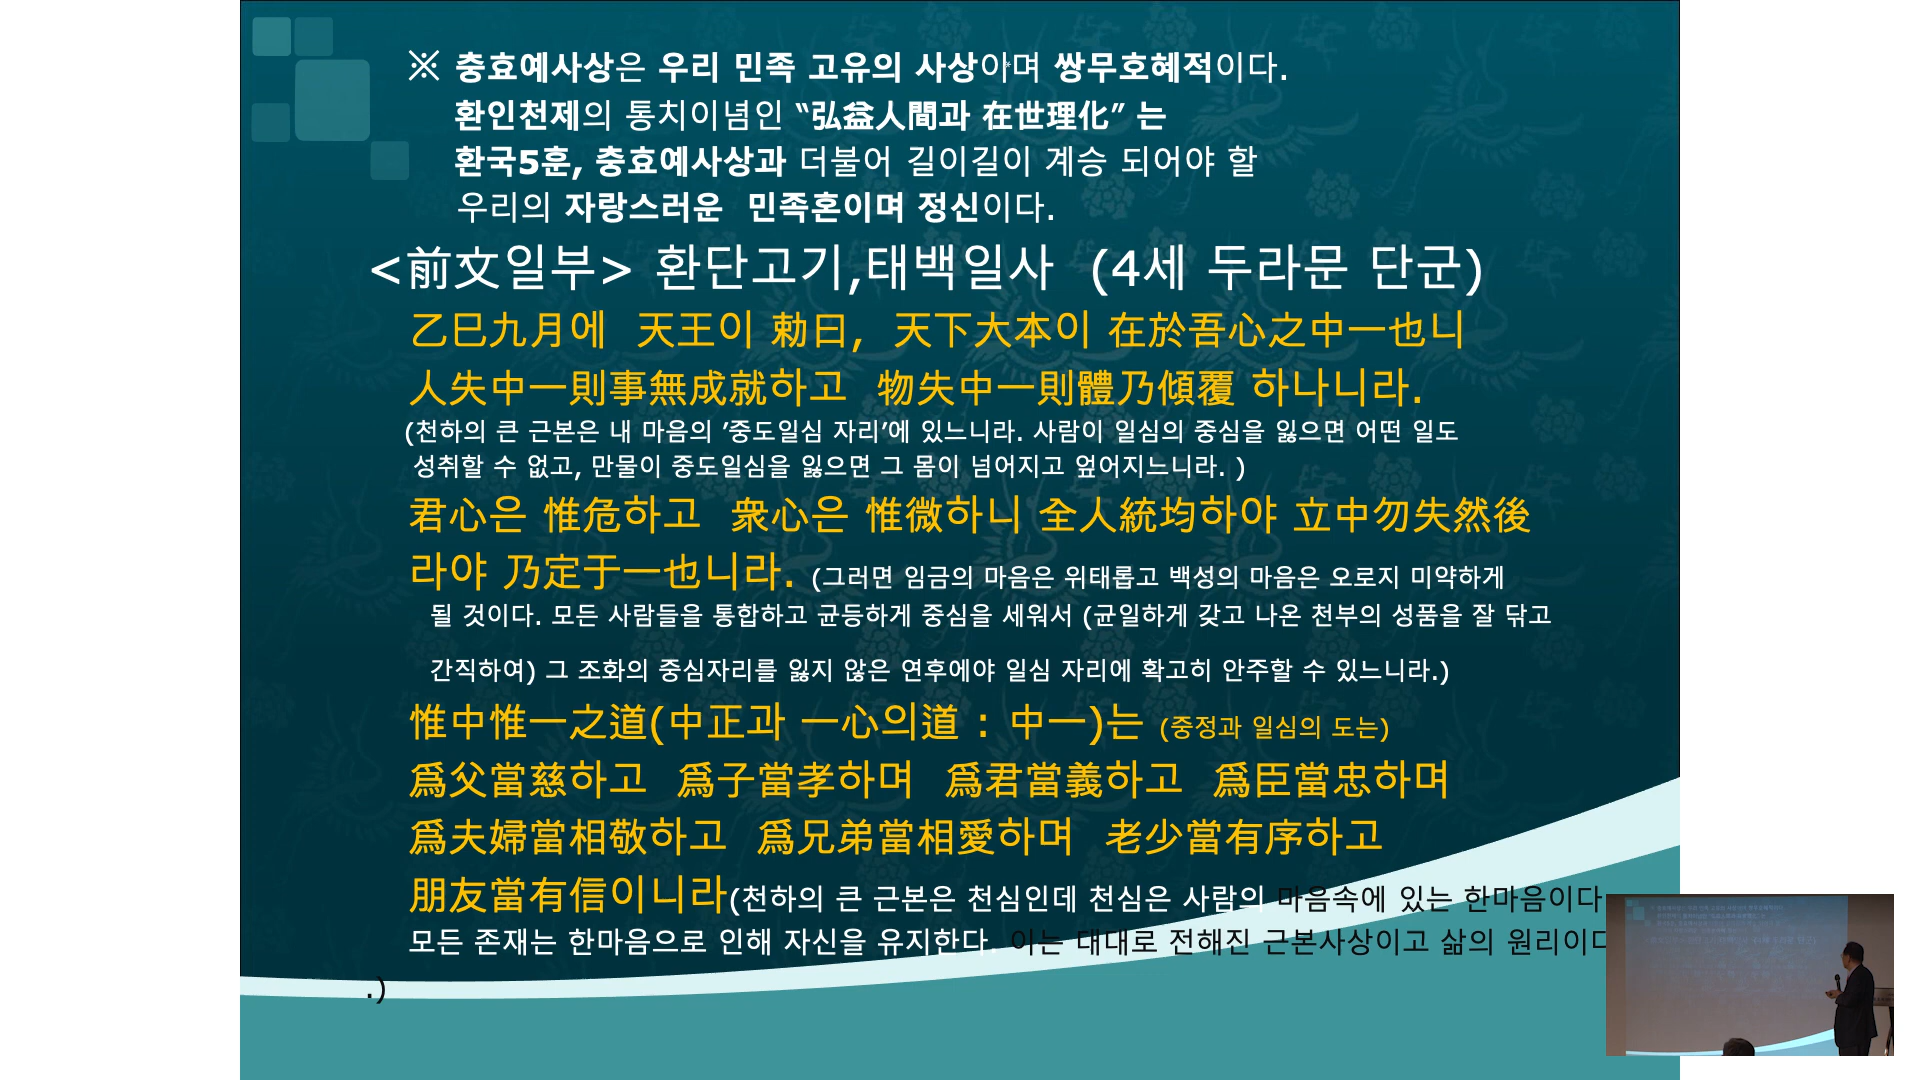 ※ 충효예사상은 우리 민족 고유의 사상이며 쌍무호혜적이다.
환인천제의 통치이념인 “弘益人間과 在世理化” 는
환국5훈, 충효예사상과 더불어 길이길이 계승 되어야 할
우리의 자랑스러운 민족혼이며 정신이다.
<前文일부> 환단고기,태백일사 (4세 두라문 단군)
乙巳九月에 天王이 勅曰, 天下大本이 在於吾心之中一也니
人失中一則事無成就하고 物失中一則體乃傾覆 하나니라.
(천하의 큰 근본은 내 마음의 ’중도일심 자리’에 있느니라. 사람이 일심의 중심을 잃으면 어떤 일도
성취할 수 없고, 만물이 중도일심을 잃으면 그 몸이 넘어지고 엎어지느니라. )
君心은 惟危하고 衆心은 惟微하니 全人統均하야 立中勿失然後
라야 乃定于一也니라. (그러면 임금의 마음은 위태롭고 백성의 마음은 오로지 미약하게
될 것이다. 모든 사람들을 통합하고 균등하게 중심을 세워서 (균일하게 갖고 나온 천부의 성품을 잘 닦고
간직하여) 그 조화의 중심자리를 잃지 않은 연후에야 일심 자리에 확고히 안주할 수 있느니라.)
惟中惟一之道(中正과 一心의道 : 中一)는 (중정과 일심의 도는)
爲父當慈하고 爲子當孝하며 爲君當義하고 爲臣當忠하며
爲夫婦當相敬하고 爲兄弟當相愛하며 老少當有序하고
朋友當有信이니라(천하의 큰 근본은 천심인데 천심은 사람의 마음속에 있는 한마음이다
모든 존재는 한마음으로 인해 자신을 유지한다. 이는 대대로 전해진 근본사상이고 삶의 원리이다
.)